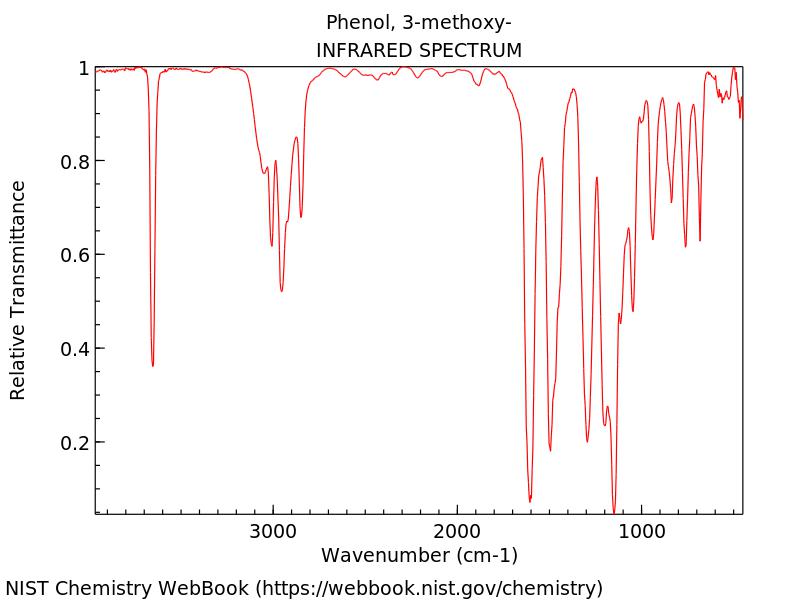 Phenol, 3-methoxy-
INFRARED SPECTRUM
1
0.8
0.6
0.4
0.2
Relative Transmittance
3000 2000 1000
Wavenumber (cm-1)
NIST Chemistry WebBook (https://webbook.nist.gov/chemistry)